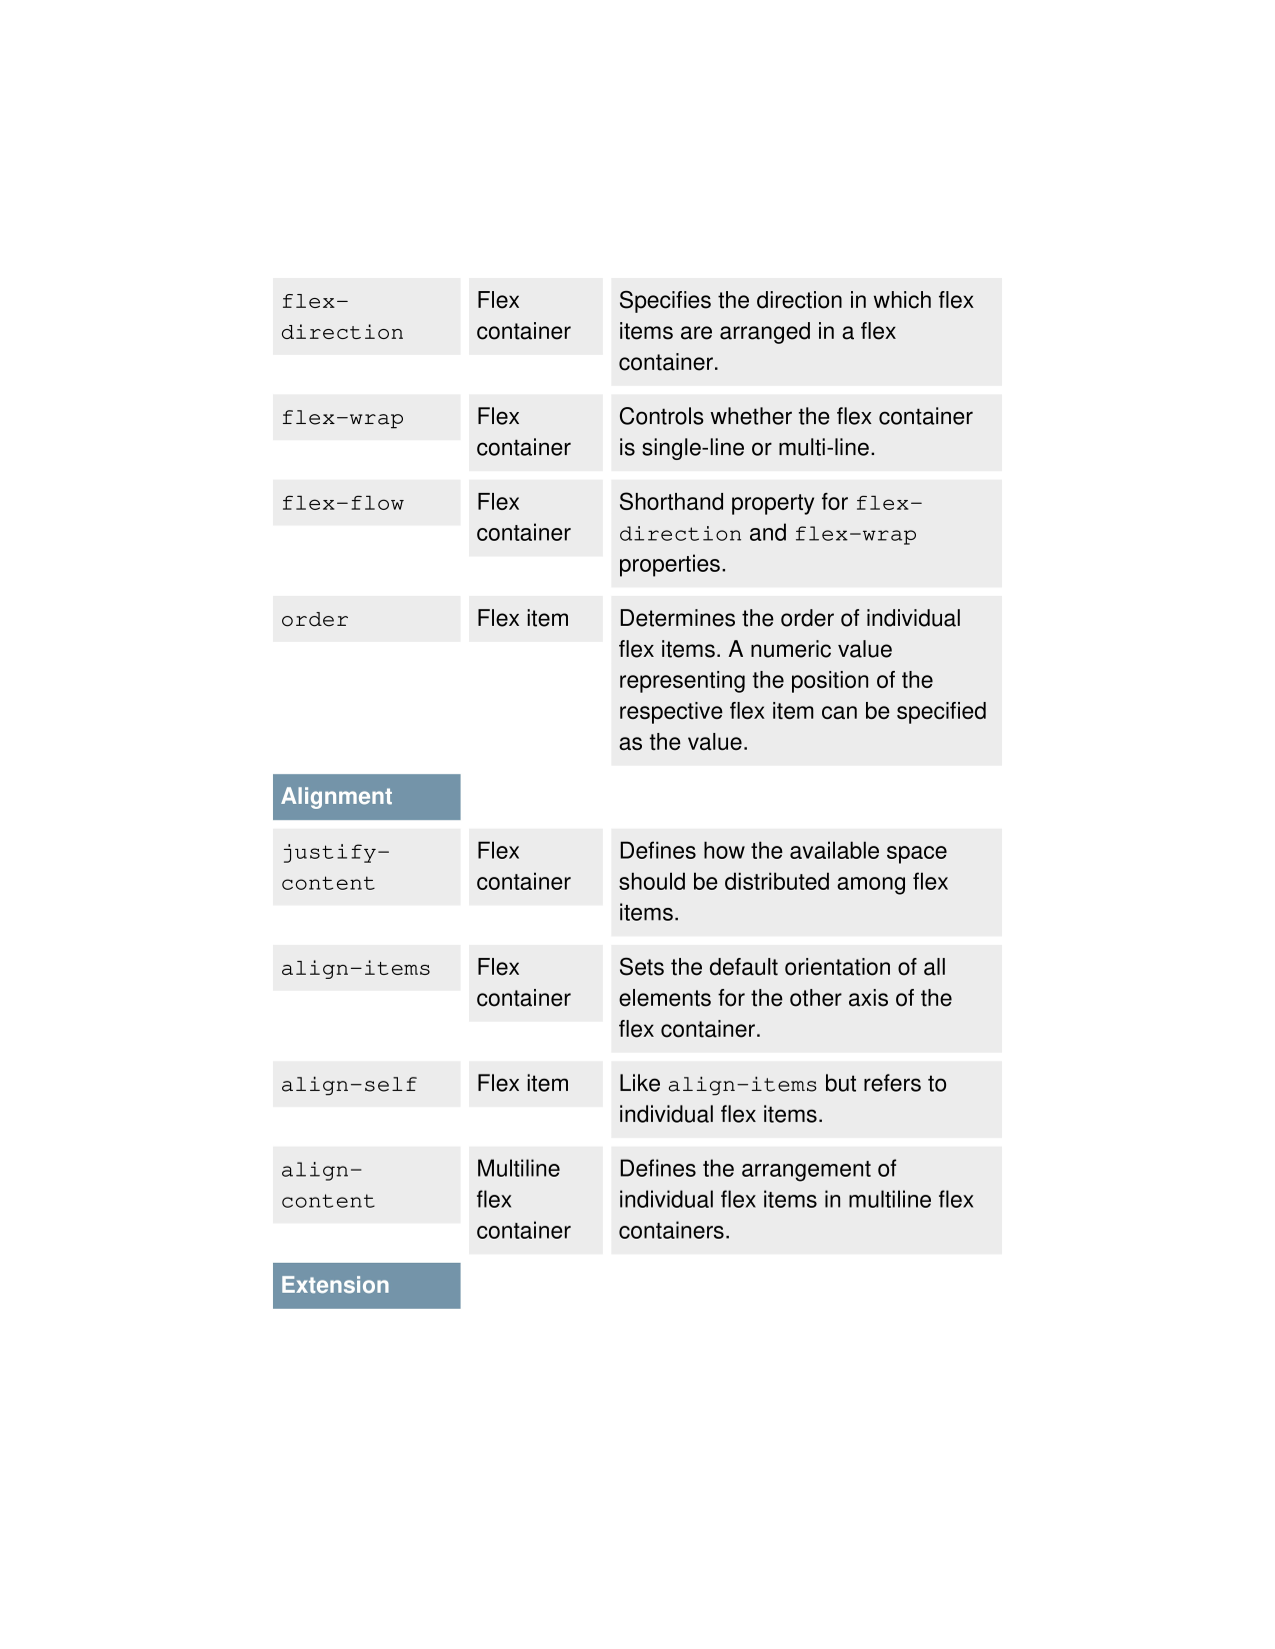 flex-
direction
Flex
container
Specifies the direction in which flex
items are arranged in a flex
container.
flex-wrap
Flex
container
Controls whether the flex container
is single-line or multi-line.
flex-flow
Flex
container
Shorthand property for flex-
direction and flex-wrap
properties.
order
Flex item
Determines the order of individual
flex items. A numeric value
representing the position of the
respective flex item can be specified
as the value.
Alignment
justify-
content
Flex
container
Defines how the available space
should be distributed among flex
items.
align-items
Flex
container
Sets the default orientation of all
elements for the other axis of the
flex container.
align-self
Flex item
Like align-items but refers to
individual flex items.
align-
content
Multiline
flex
container
Defines the arrangement of
individual flex items in multiline flex
containers.
Extension